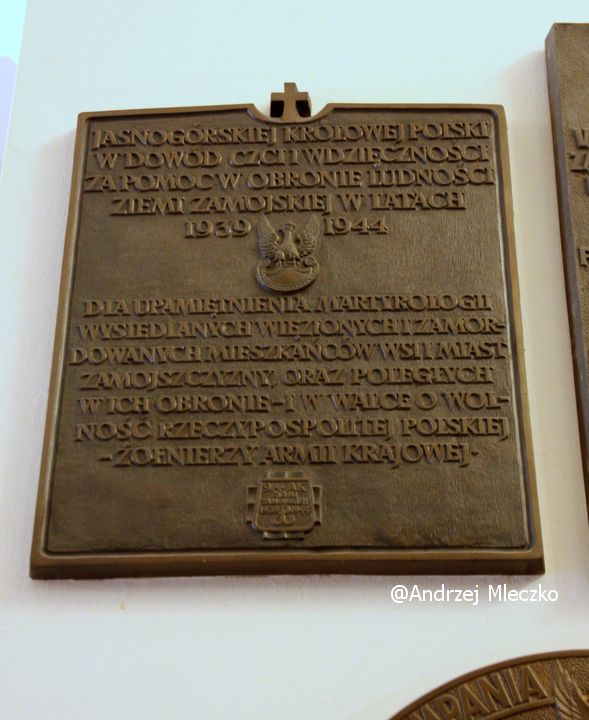 JASNOGÓRSKIEJ KRÓLOWEJ POLSKI
W DOWÓD CZCI I WDZIĘCZNOŚCI
ZA POMOC W OBRONIE LUDNOŚCI
ZIEMI ZAMOJSKIEJ W LATACH
1939 1944
DLA UPAMIĘTNIENIA MARTYROLOGII
WYSIEDLANYCH WIĘZIONYCH I ZAMOR-
DOWANYCH MIESZKAŃCÓW WSI I MIAST
ZAMOJSZCZYZNY, ORAZ POLEGŁYCH
W ICH OBRONIE - I W WALCE O WOL-
NOŚĆ RZECZYPOSPOLITEJ POLSKIEJ
- ŻOŁNIERZY ARMII KRAJOWEJ ·
@Andrzej Mleczko